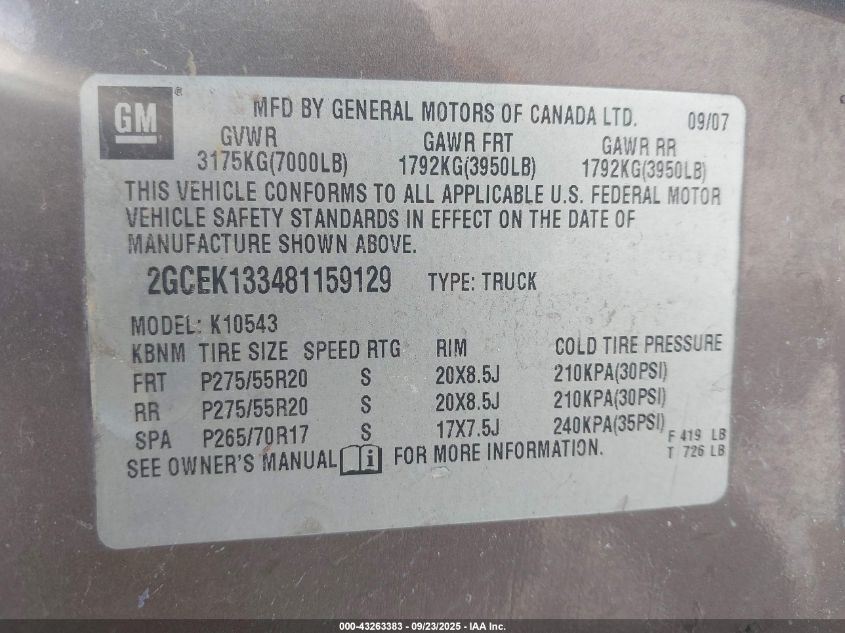 GM ® MFD BY GENERAL MOTORS OF CANADA LTD. 09/07
GVWR GAWR FRT GAWR RR
3175KG(7000LB) 1792KG(3950LB) 1792KG(3950LB)
THIS VEHICLE CONFORMS TO ALL APPLICABLE U.S. FEDERAL MOTOR
VEHICLE SAFETY STANDARDS IN EFFECT ON THE DATE OF
MANUFACTURE SHOWN ABOVE.
2GCEK133481159129 TYPE: TRUCK
MODEL: K10543
KBNM TIRE SIZE SPEED RTG RIM COLD TIRE PRESSURE
FRT P275/55R20 S 20X8.5J 210KPA(30PSI)
RR P275/55R20 S 20X8.5J 210KPA(30PSI)
SPA P265/70R17 S 17X7.5J 240KPA(35PSI) F 419 LB
SEE OWNER'S MANUAL i FOR MORE INFORMATION. T 726 LB
000-43263383 - 09/23/2025 - IAA Inc.